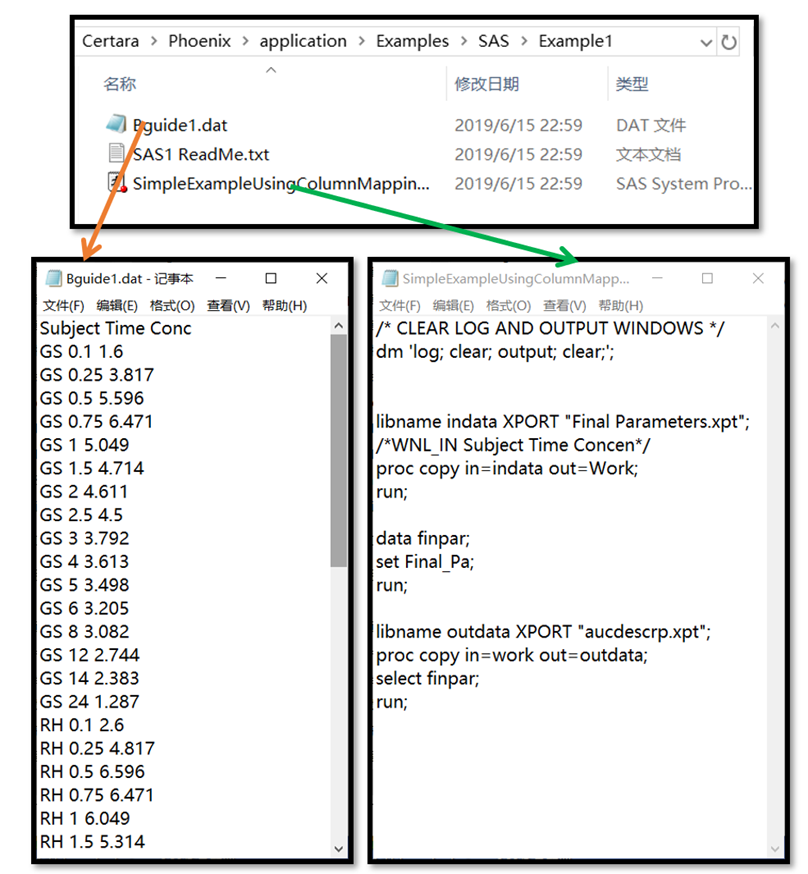 Certara > Phoenix > application > Examples > SAS > Example1
名称 修改日期 类型
Bguide1.dat 2019/6/15 22:59 DAT 文件
SAS1 ReadMe.txt 2019/6/15 22:59 文本文档
SimpleExampleUsingColumnMappin... 2019/6/15 22:59 SAS System Pro...
Bguide1.dat - 记事本
文件(F) 编辑(E) 格式(O) 查看(V) 帮助(H)
Subject Time Conc
GS 0.1 1.6
GS 0.25 3.817
GS 0.5 5.596
GS 0.75 6.471
GS 1 5.049
GS 1.5 4.714
GS 2 4.611
GS 2.5 4.5
GS 3 3.792
GS 4 3.613
GS 5 3.498
GS 6 3.205
GS 8 3.082
GS 12 2.744
GS 14 2.383
GS 24 1.287
RH 0.1 2.6
RH 0.25 4.817
RH 0.5 6.596
RH 0.75 6.471
RH 1 6.049
RH 1.5 5.314
SimpleExampleUsingColumnMapp...
文件(F) 编辑(E) 格式(O) 查看(V) 帮助(H)
/* CLEAR LOG AND OUTPUT WINDOWS */
dm 'log; clear; output; clear;';
libname indata XPORT "Final Parameters.xpt";
/*WNL_IN Subject Time Concen*/
proc copy in=indata out=Work;
run;
data finpar;
set Final_Pa;
run;
libname outdata XPORT "aucdescrp.xpt";
proc copy in=work out=outdata;
select finpar;
run;